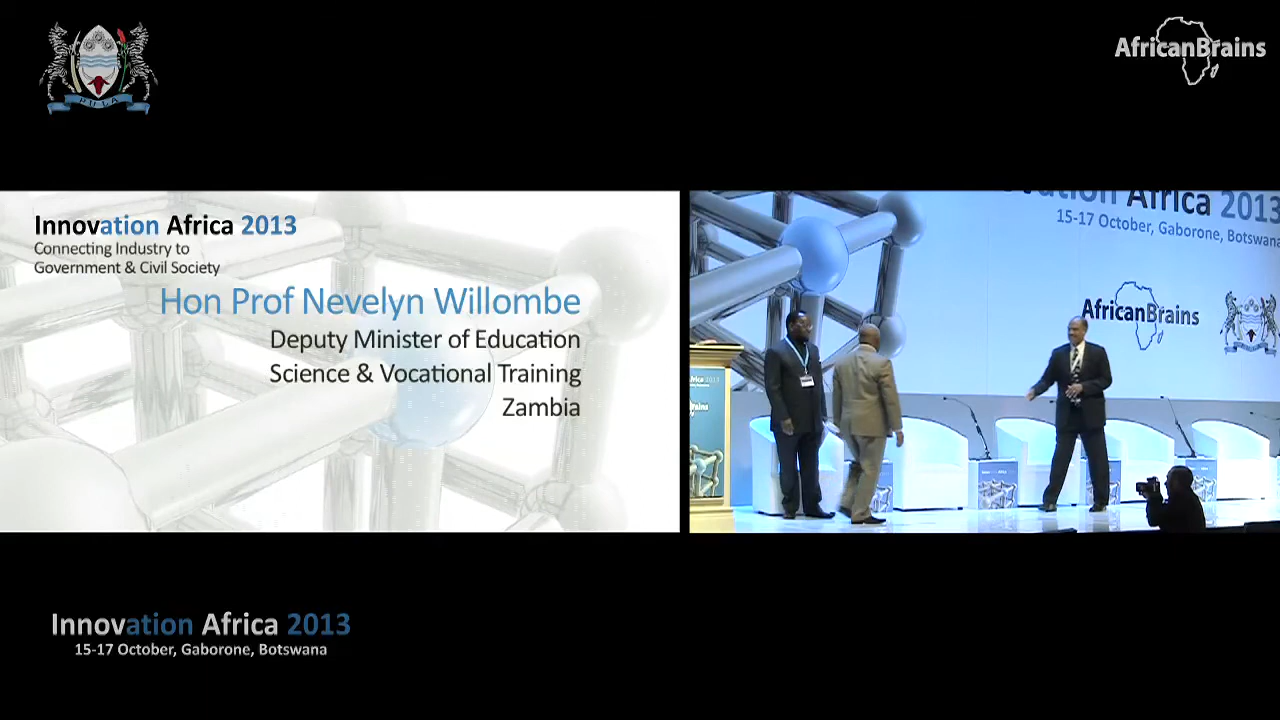 PULA
AfricanBrains
Innovation Africa 2013
Connecting Industry to
Government & Civil Society
Hon Prof Nevelyn Willombe
Deputy Minister of Education
Science & Vocational Training
Zambia
Innovation Africa 2013
15-17 October, Gaborone, Botswana
AfricanBrains
Innovation Africa 2013
15-17 October, Gaborone, Botswana